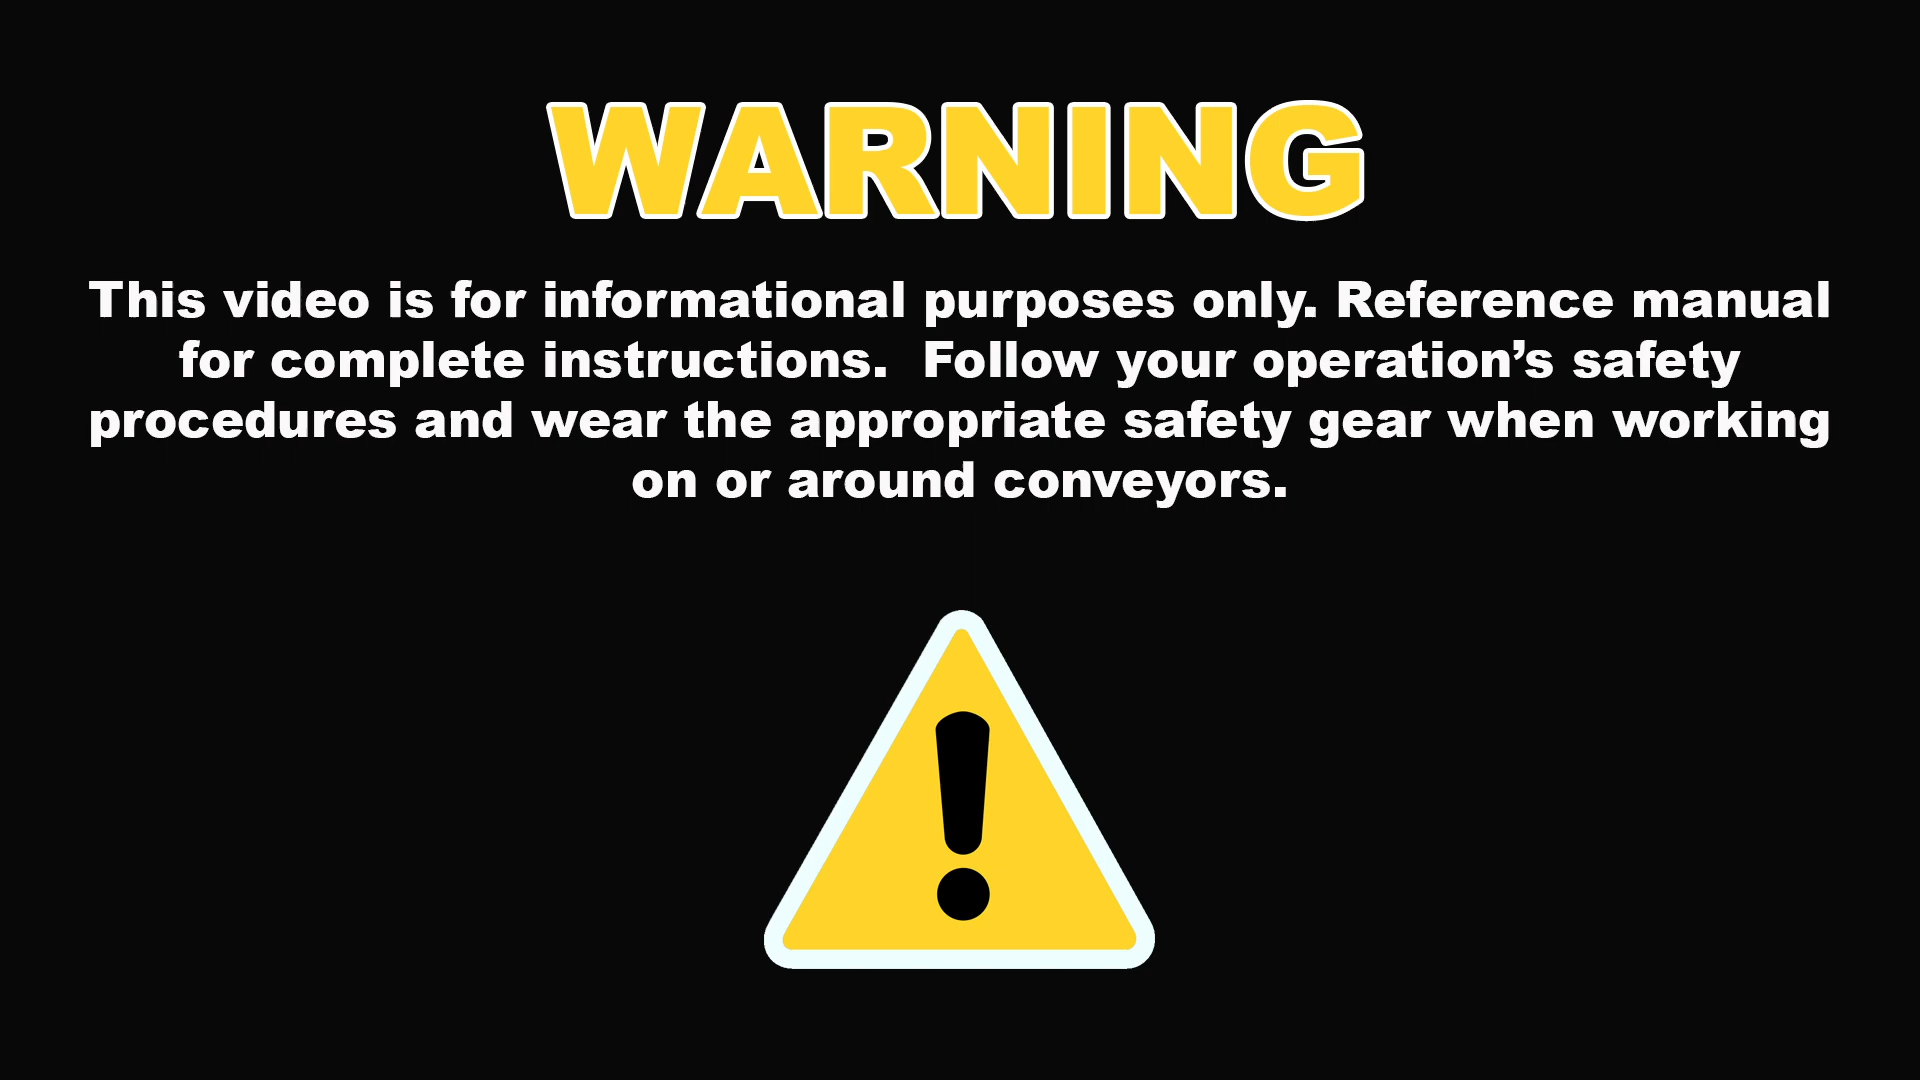 WARNING
This video is for informational purposes only. Reference manual
for complete instructions.  Follow your operation’s safety
procedures and wear the appropriate safety gear when working
on or around conveyors.
!